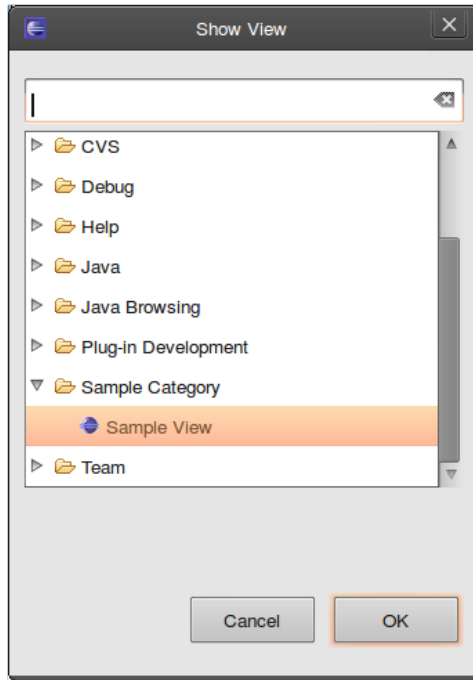 Show View
CVS
Debug
Help
Java
Java Browsing
Plug-in Development
Sample Category
Sample View
Team
Cancel OK